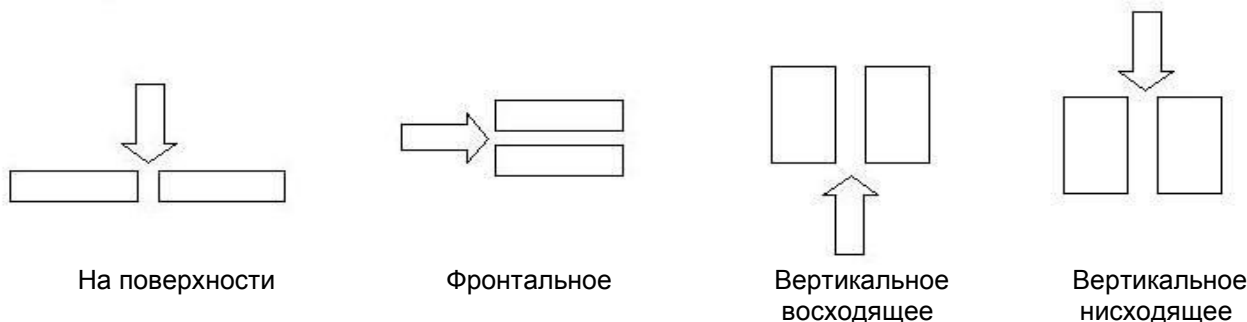 На поверхности
Фронтальное
Вертикальное
восходящее
Вертикальное
нисходящее